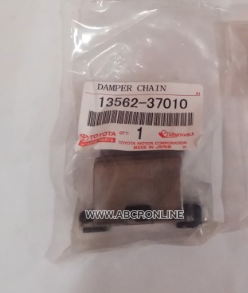 DAMPER CHAIN
13562-37010
TOYOTA
QTY.
1
TOYOTA MOTOR CORPORATION
MADE IN JAPAN
WWW.ABCRONLINE